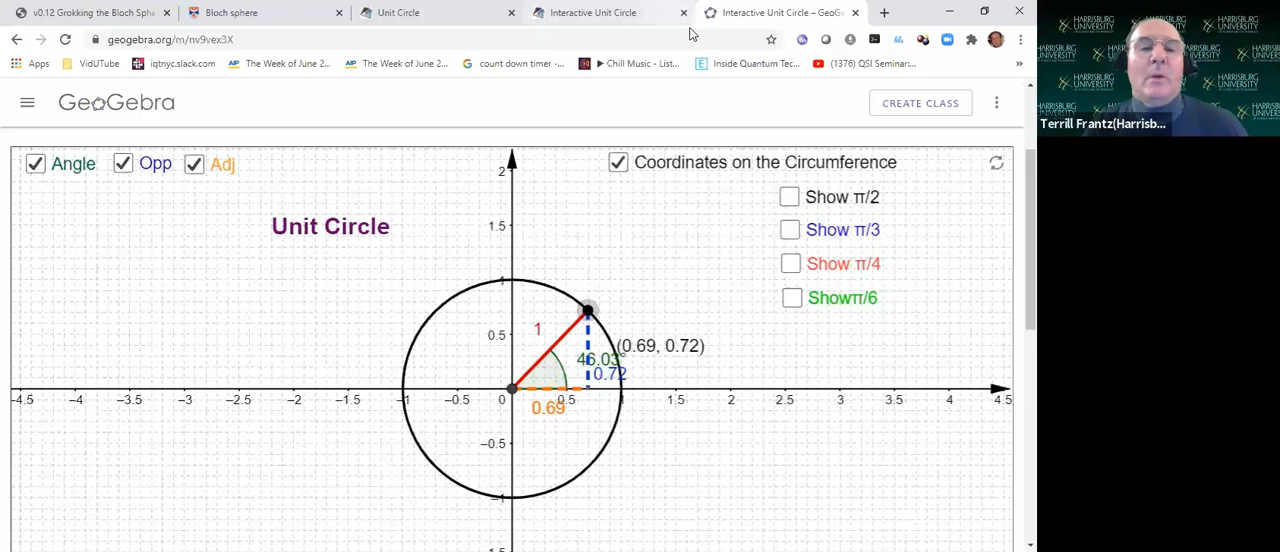 v0.12 Grokking the Bloch Sphe
Bloch sphere
Unit Circle
Interactive Unit Circle
Interactive Unit Circle – GeoGe
geogebra.org/m/nv9vex3X
Apps
VidUTube
iqtnyc.slack.com
The Week of June 2...
The Week of June 2...
count down timer -...
Chill Music - List...
Inside Quantum Tec...
(1376) QSI Seminar:...
»
GeoGebra
CREATE CLASS
Angle
Opp
Adj
Coordinates on the Circumference
Show π/2
Show π/3
Show π/4
Showπ/6
Unit Circle
2
1.5
1
0.5
1
(0.69, 0.72)
46.03°
0.72
-4.5 -4 -3.5 -3 -2.5 -2 -1.5 -1 -0.5 0 0.5 1 1.5 2 2.5 3 3.5 4 4.5
0.69
-0.5
-1
-1.5
HARRISBURG
UNIVERSITY
Terrill Frantz(Harrisb...